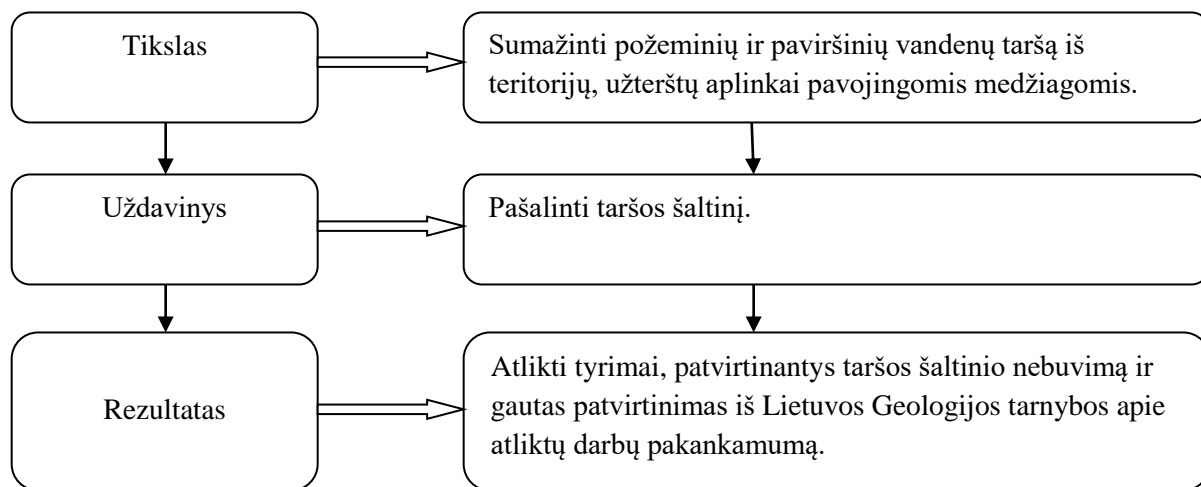 Tikslas
Sumažinti požeminių ir paviršinių vandenų taršą iš
teritorijų, užterštų aplinkai pavojingomis medžiagomis.
Uždavinys
Pašalinti taršos šaltinį.
Rezultatas
Atlikti tyrimai, patvirtinantys taršos šaltinio nebuvimą ir
gautas patvirtinimas iš Lietuvos Geologijos tarnybos apie
atliktų darbų pakankamumą.